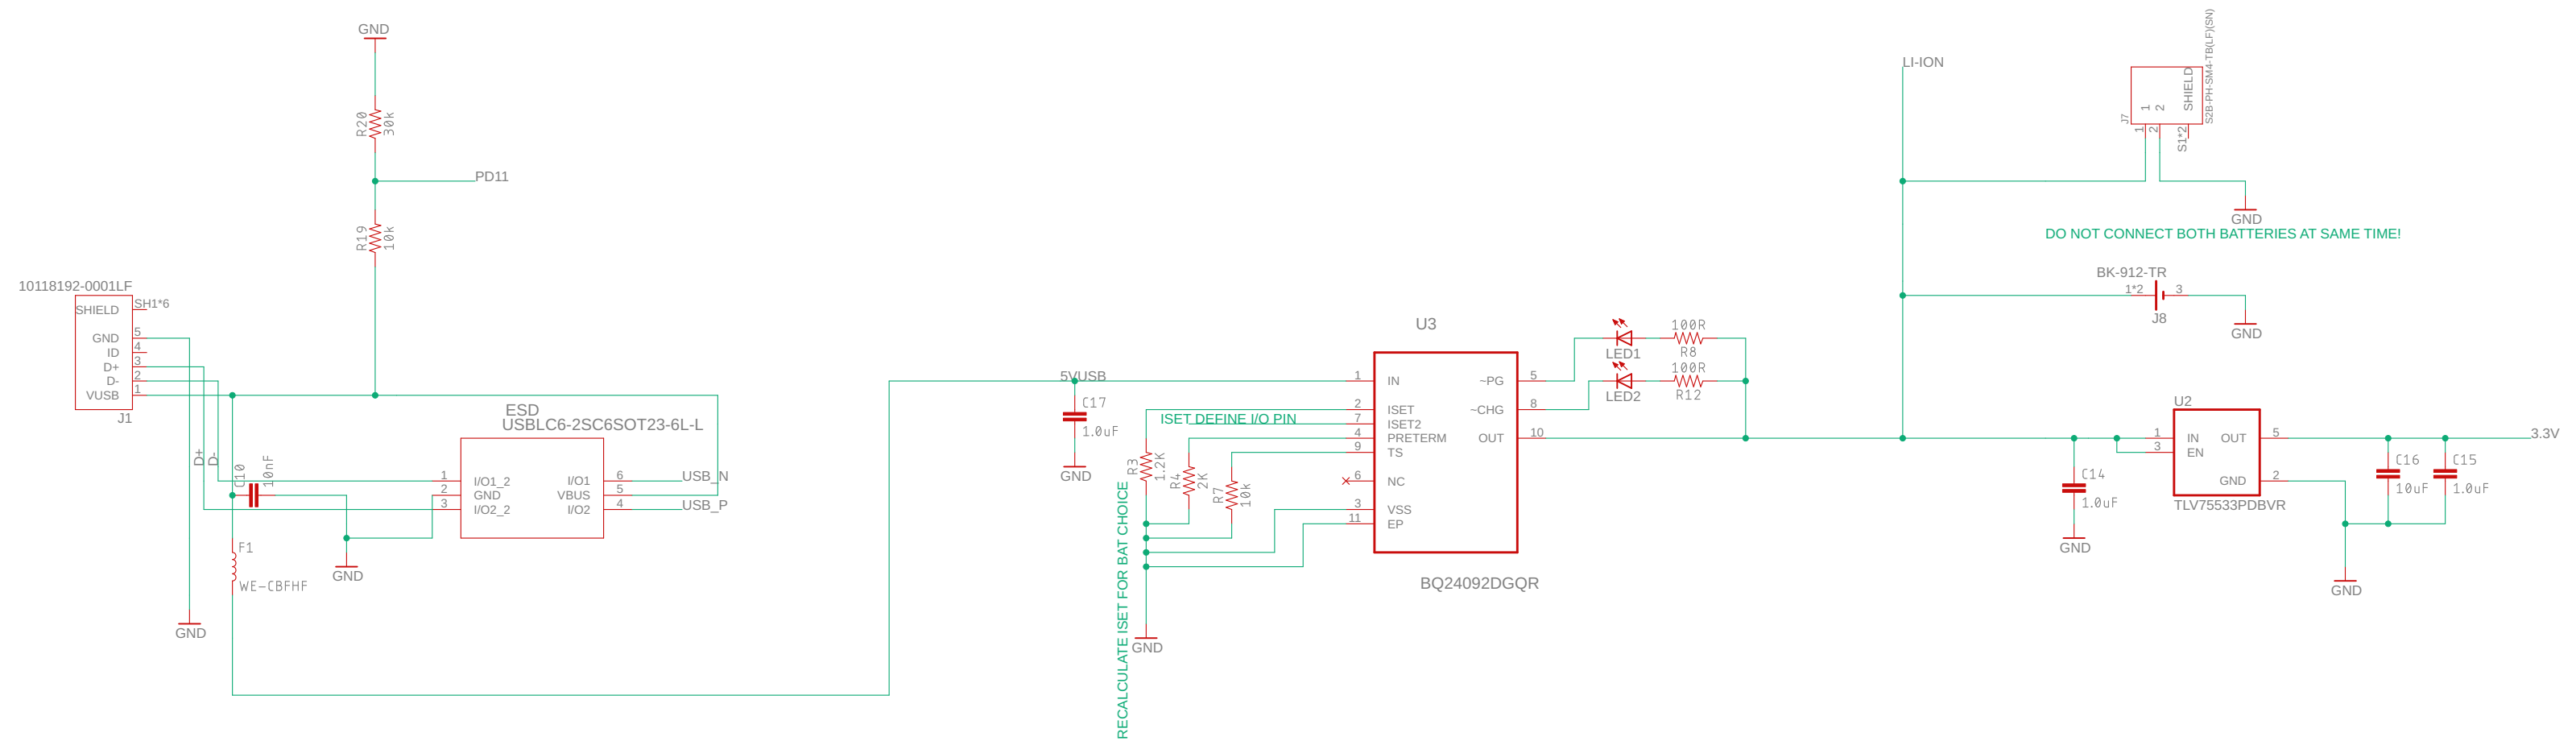 GND
R20
30k
PD11
R19
10k
10118192-0001LF
SHIELD
SH1*6
GND
5
ID
4
D+
3
D-
2
VUSB
1
J1
D+
D-
C10
10nF
F1
WE-CBFHF
GND
GND
ESD
USBLC6-2SC6SOT23-6L-L
1
I/O1_2
2
GND
3
I/O2_2
I/O1
6
VBUS
5
I/O2
4
USB_N
USB_P
5VUSB
C17
1.0uF
GND
ISET DEFINE I/O PIN
R3
1.2K
R4
2K
R7
10k
RECALCULATE ISET FOR BAT CHOICE
GND
U3
1
IN
2
ISET
7
ISET2
4
PRETERM
9
TS
6
NC
3
VSS
11
EP
~PG
5
~CHG
8
OUT
10
BQ24092DGQR
LED1
100R
R8
LED2
100R
R12
LI-ION
J7
1
2
SHIELD
1
2
S1*2
S2B-PH-SM4-TB(LF)(SN)
GND
DO NOT CONNECT BOTH BATTERIES AT SAME TIME!
BK-912-TR
1*2
3
J8
GND
C14
1.0uF
GND
U2
1
IN
3
EN
OUT
5
GND
2
TLV75533PDBVR
C16
10uF
C15
1.0uF
3.3V
GND